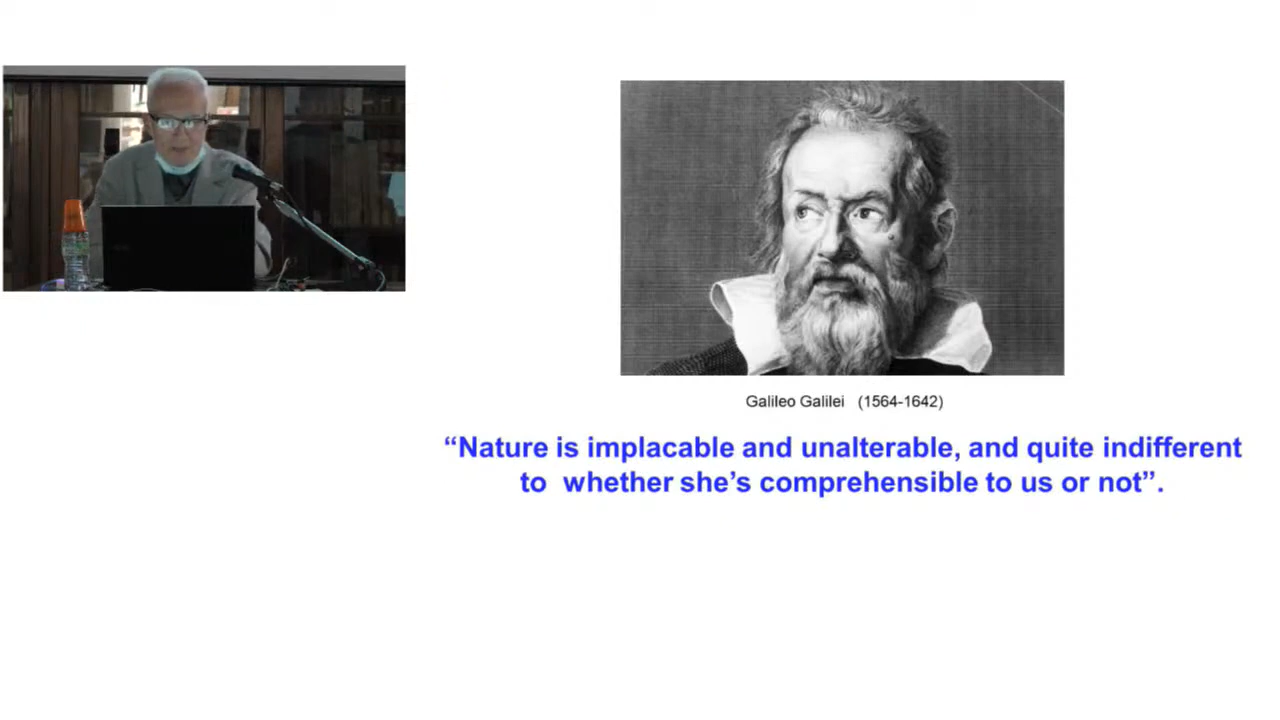 Galileo Galilei (1564-1642)
“Nature is implacable and unalterable, and quite indifferent
to whether she’s comprehensible to us or not”.